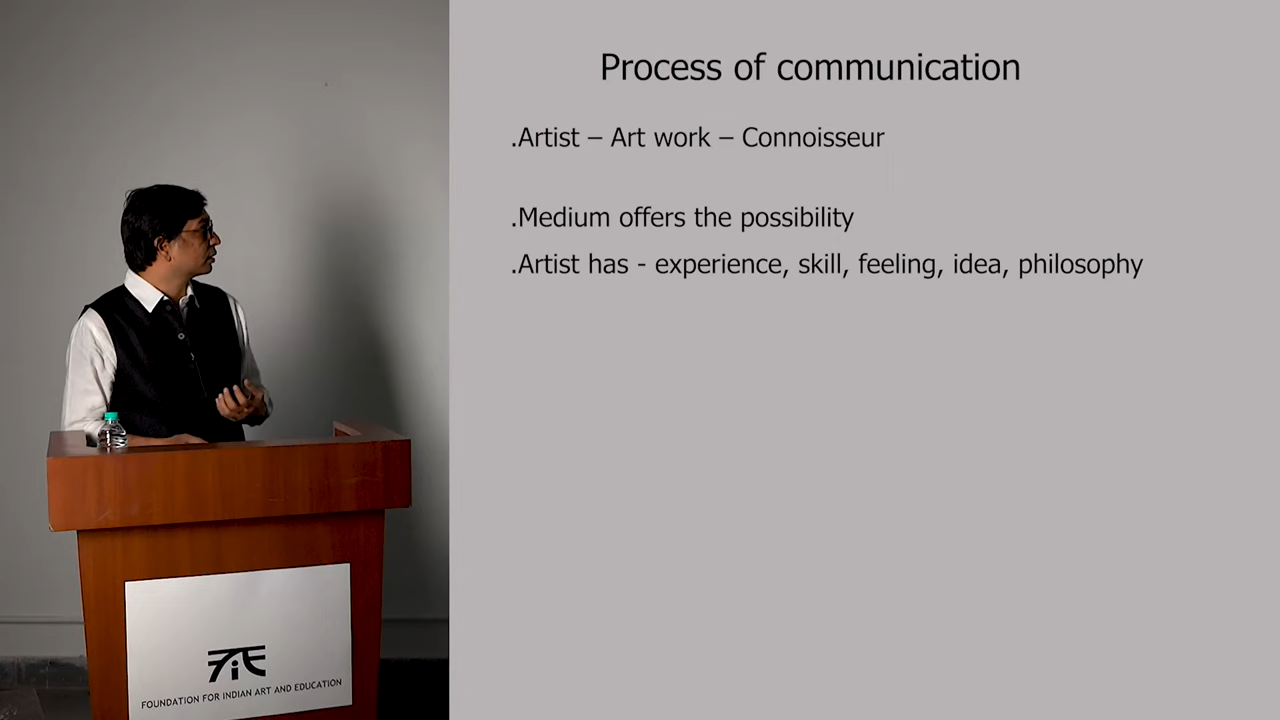 Process of communication
.Artist – Art work – Connoisseur
.Medium offers the possibility
.Artist has - experience, skill, feeling, idea, philosophy
FOUNDATION FOR INDIAN ART AND EDUCATION